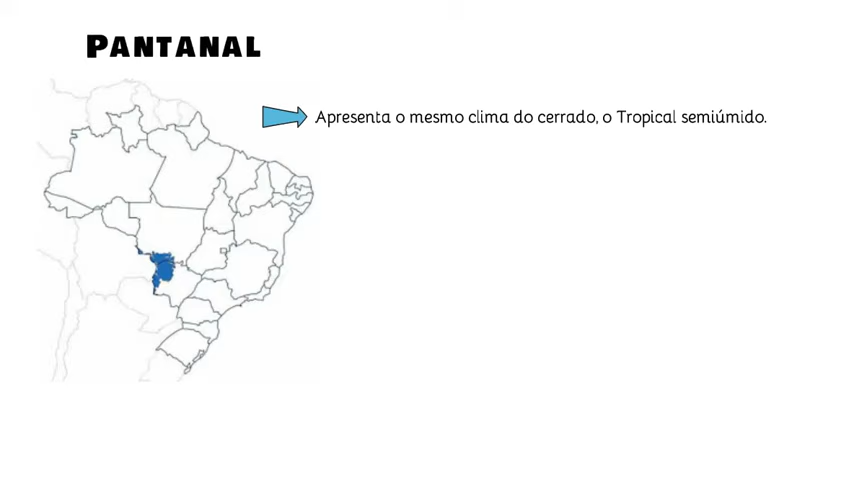 PANTANAL
Apresenta o mesmo clima do cerrado, o Tropical semiúmido.